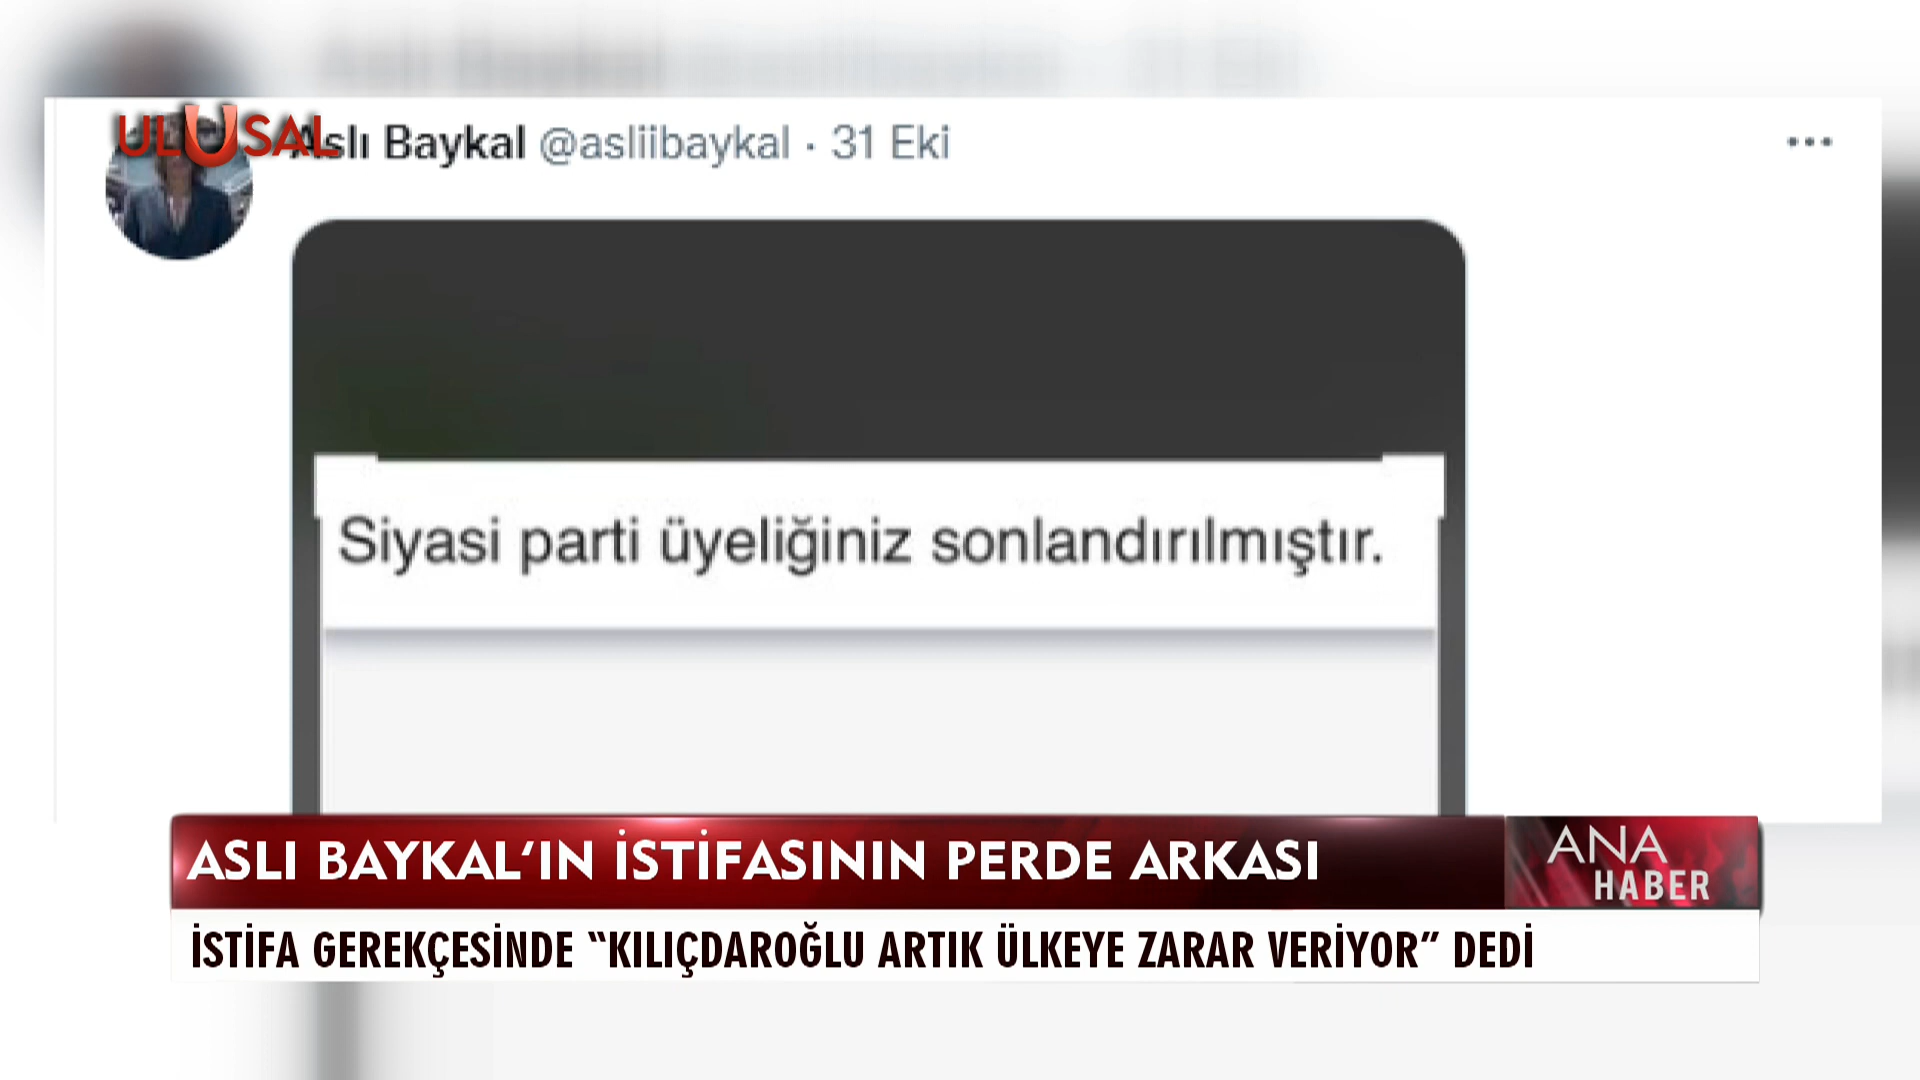 ULUSAL
Aslı Baykal @asliibaykal · 31 Eki
Siyasi parti üyeliğiniz sonlandırılmıştır.
ASLI BAYKAL‘IN İSTİFASININ PERDE ARKASI
ANA
HABER
İSTİFA GEREKÇESİNDE “KILIÇDAROĞLU ARTIK ÜLKEYE ZARAR VERİYOR” DEDİ